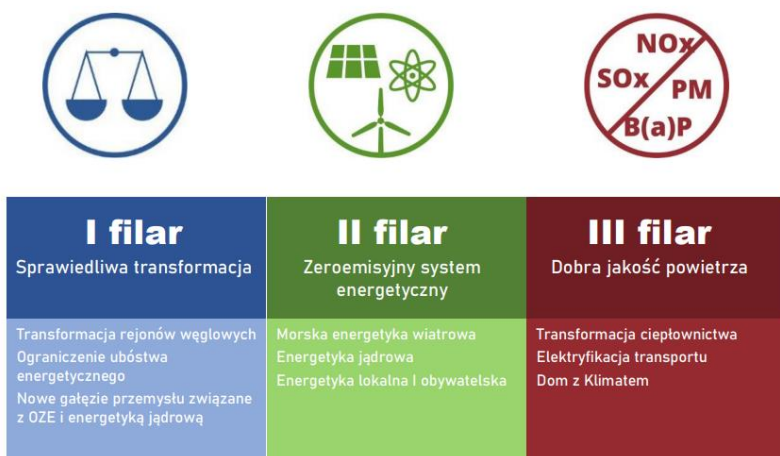 NOx
SOx
PM
B(a)P
I filar
Sprawiedliwa transformacja
Transformacja rejonów węglowych
Ograniczenie ubóstwa
energetycznego
Nowe gałęzie przemysłu związane
z OZE i energetyką jądrową
II filar
Zeroemisyjny system
energetyczny
Morska energetyka wiatrowa
Energetyka jądrowa
Energetyka lokalna I obywatelska
III filar
Dobra jakość powietrza
Transformacja ciepłownictwa
Elektryfikacja transportu
Dom z Klimatem